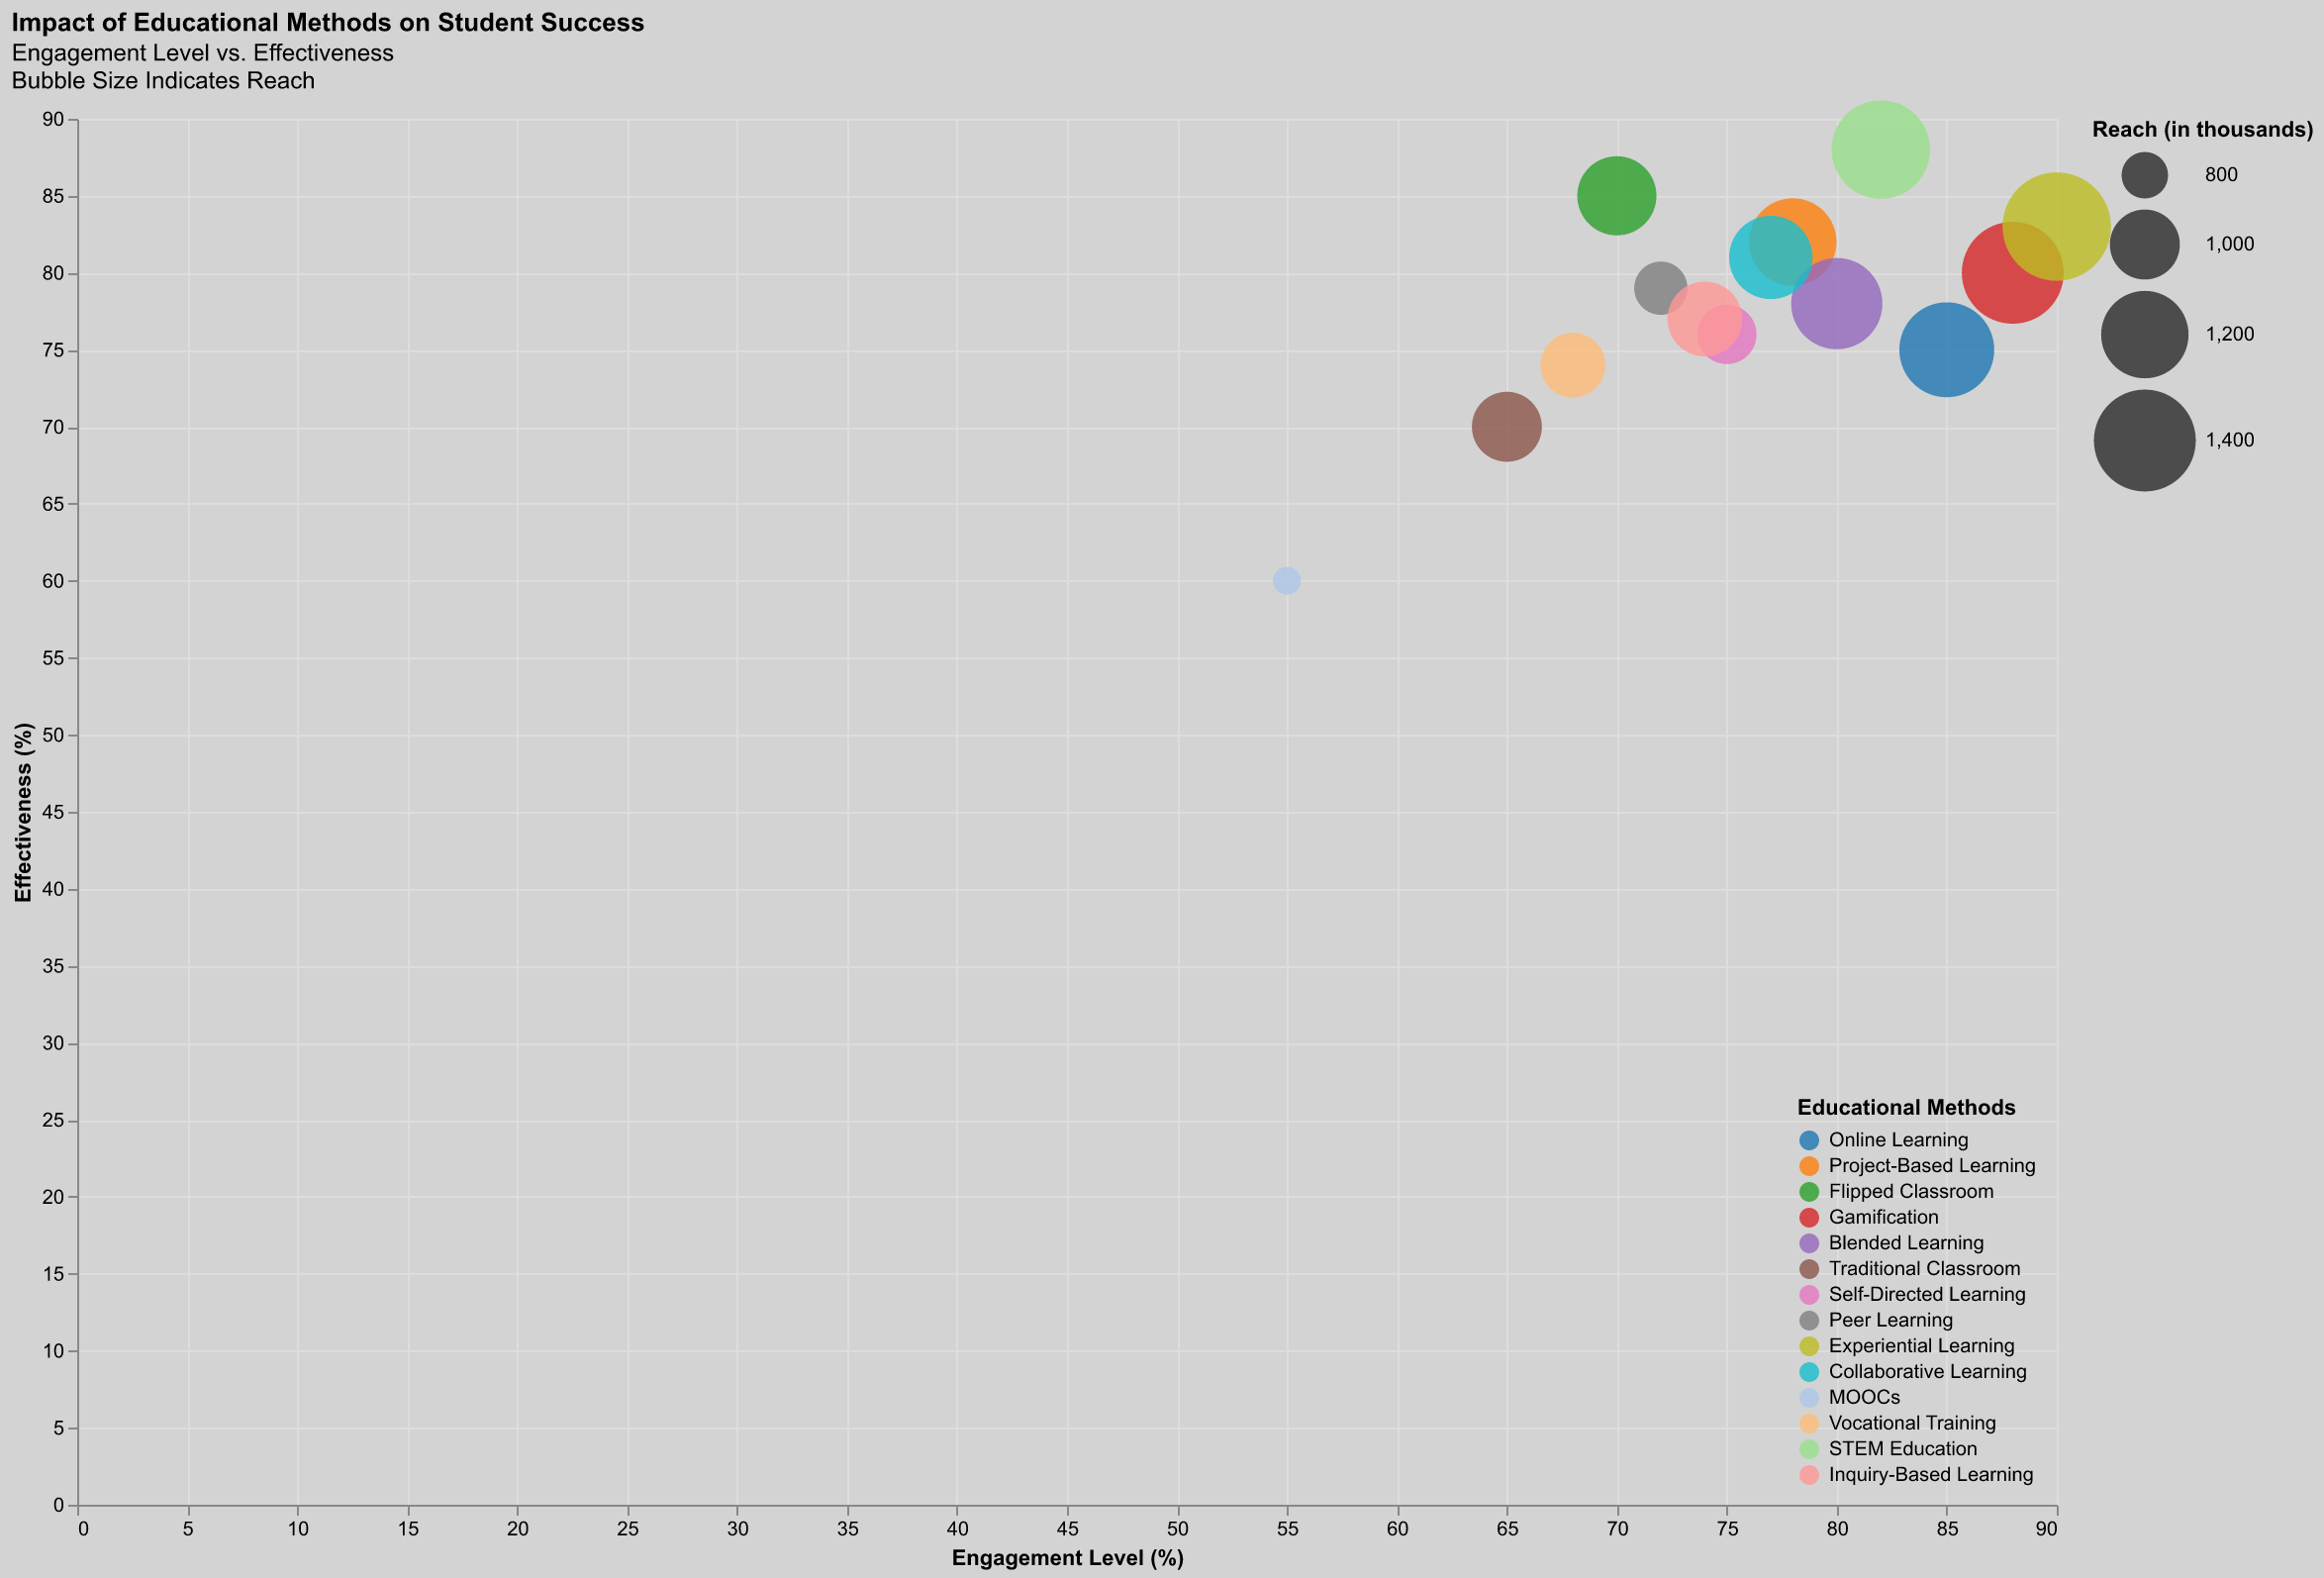 Impact of Educational Methods on Student Success
Engagement Level vs. Effectiveness
Bubble Size Indicates Reach
90
85
80
75
70
65
60
55
50
45
40
35
30
25
20
15
10
5
0
Effectiveness (%)
0 5 10 15 20 25 30 35 40 45 50 55 60 65 70 75 80 85 90
Engagement Level (%)
Reach (in thousands)
800
1,000
1,200
1,400
Educational Methods
Online Learning
Project-Based Learning
Flipped Classroom
Gamification
Blended Learning
Traditional Classroom
Self-Directed Learning
Peer Learning
Experiential Learning
Collaborative Learning
MOOCs
Vocational Training
STEM Education
Inquiry-Based Learning